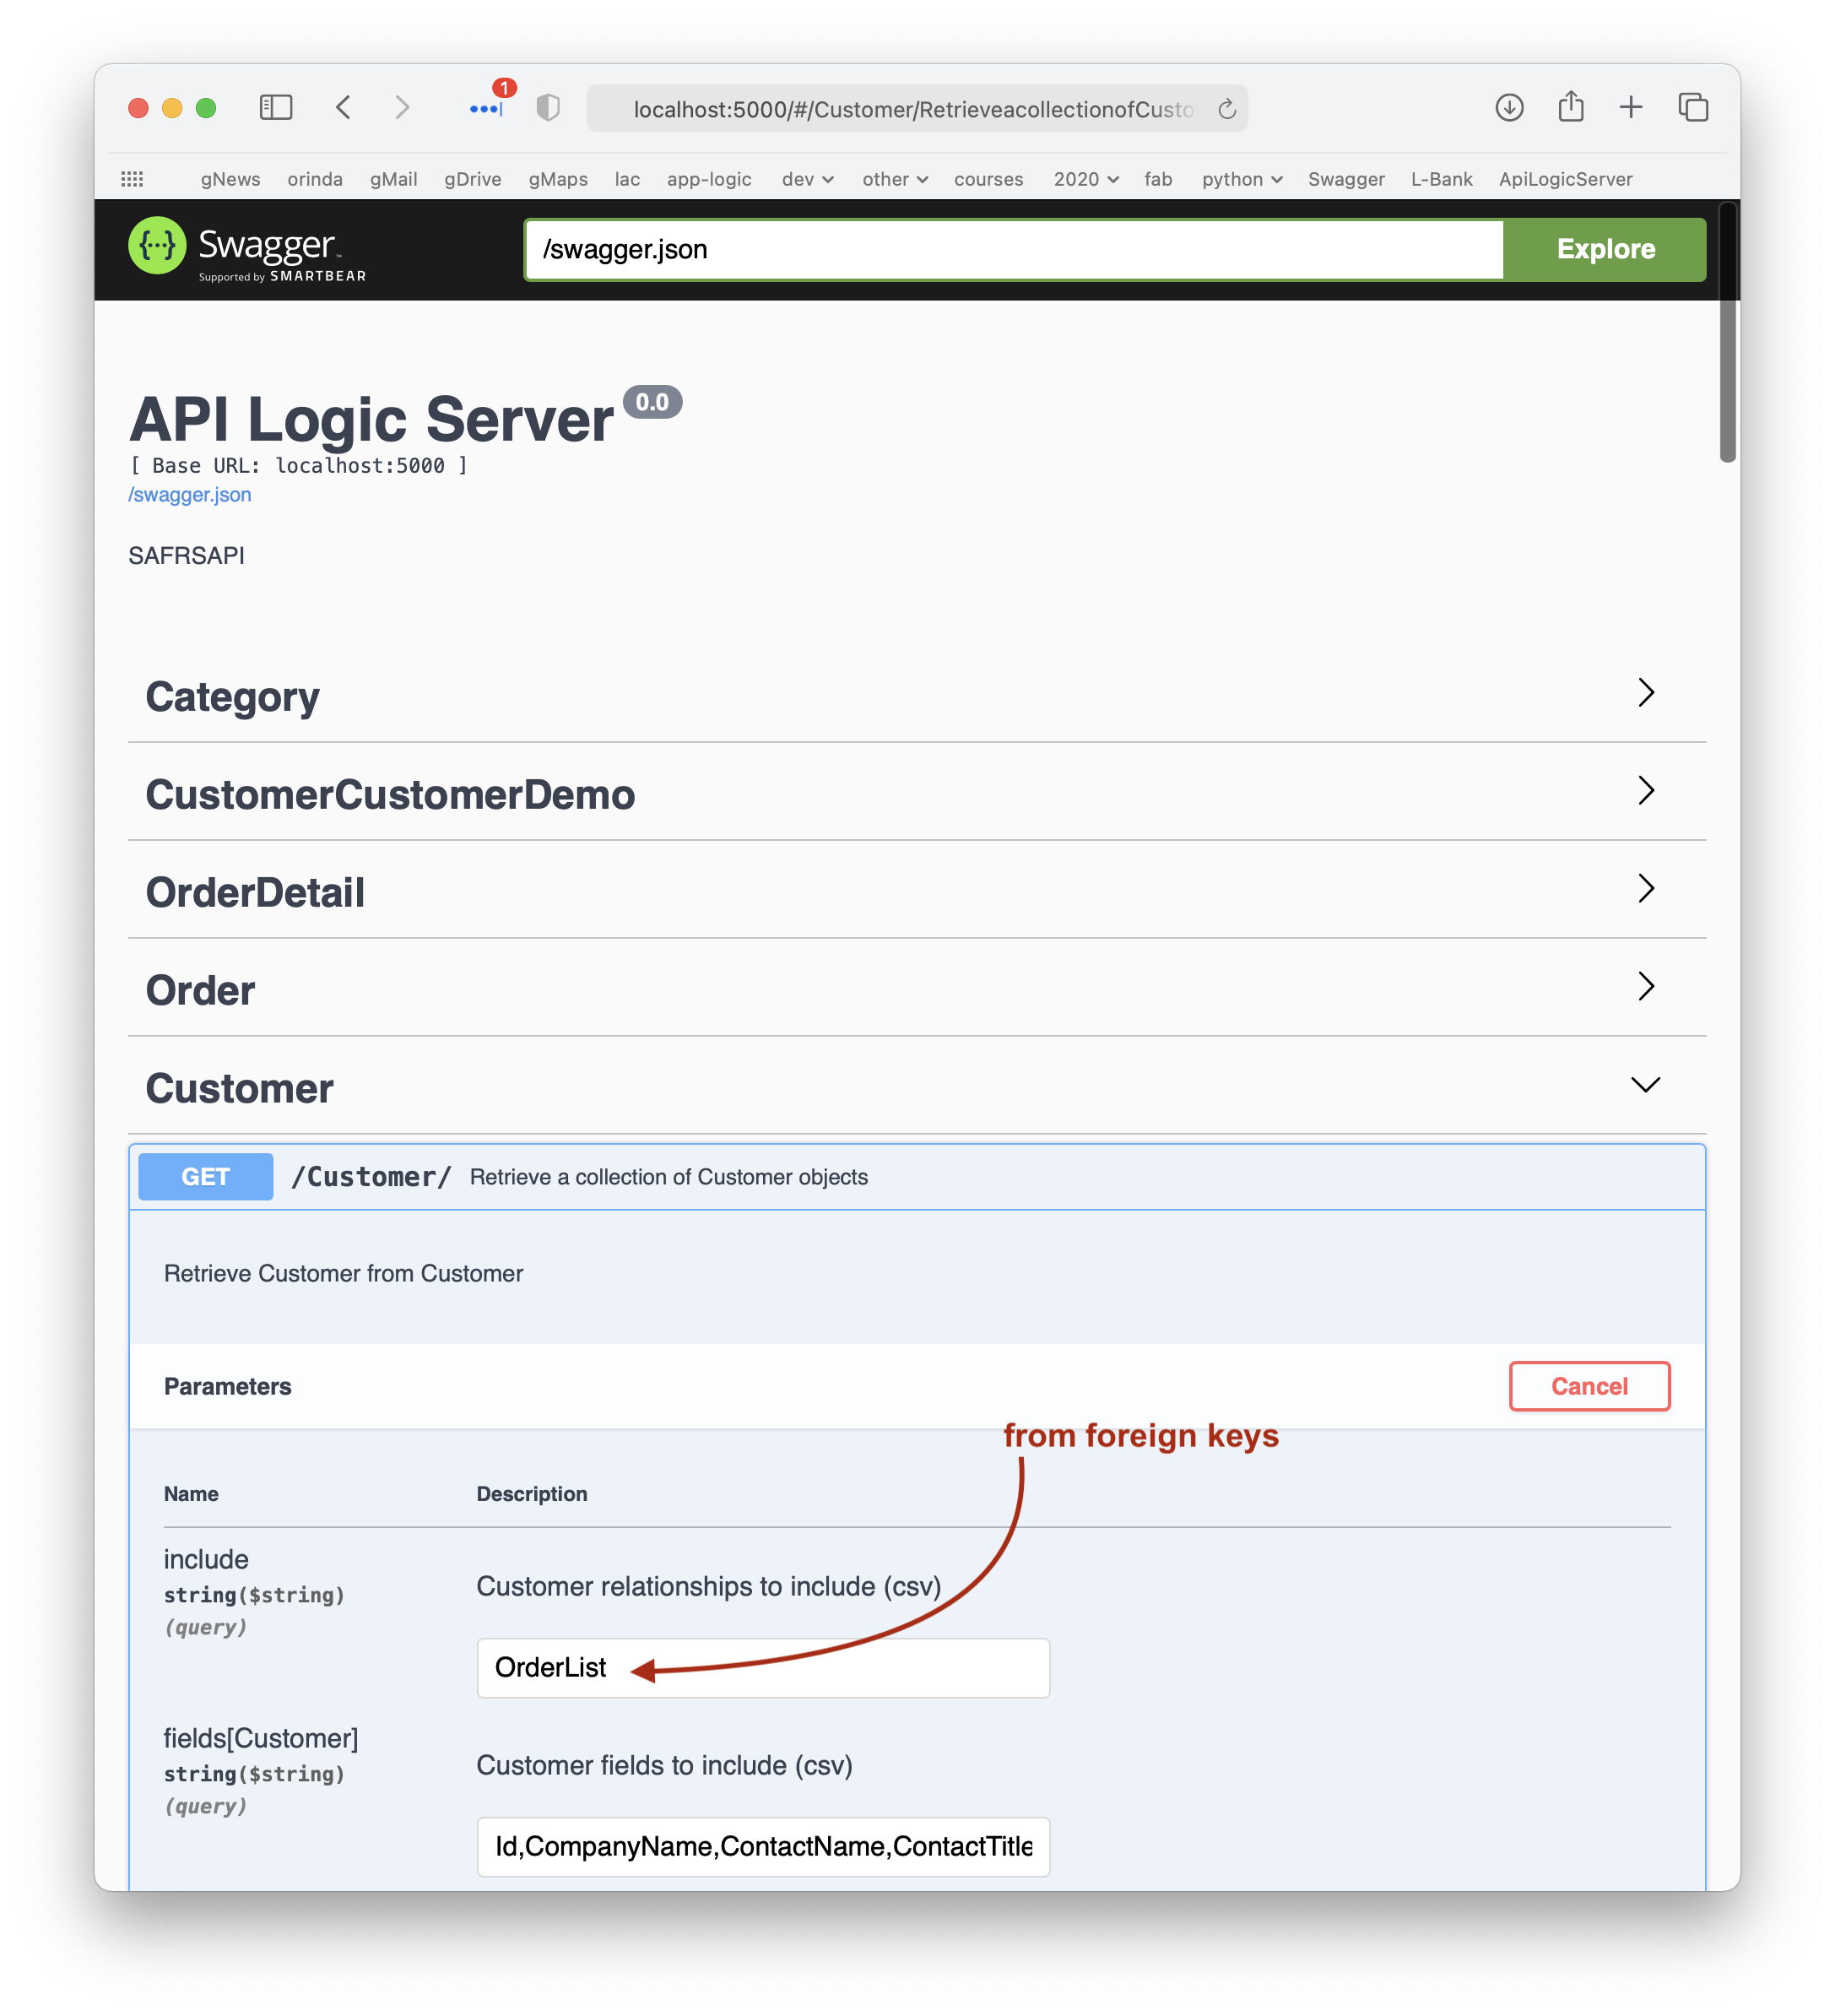 1
localhost:5000/#/Customer/RetrieveacollectionofCusto
gNews orinda gMail gDrive gMaps lac app-logic dev other courses 2020 fab python Swagger L-Bank ApiLogicServer
{···} Swagger™
Supported by SMARTBEAR
/swagger.json
Explore
API Logic Server 0.0
[ Base URL: localhost:5000 ]
/swagger.json
SAFRSAPI
Category
CustomerCustomerDemo
OrderDetail
Order
Customer
GET /Customer/ Retrieve a collection of Customer objects
Retrieve Customer from Customer
Parameters
Cancel
from foreign keys
Name Description
include
string($string)
(query)
Customer relationships to include (csv)
OrderList
fields[Customer]
string($string)
(query)
Customer fields to include (csv)
Id,CompanyName,ContactName,ContactTitle